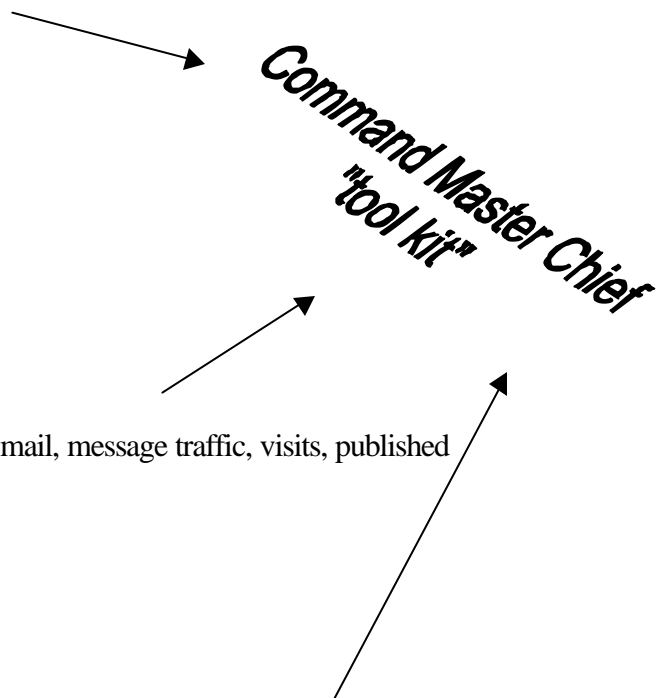 Command Master Chief
"tool kit"
mail, message traffic, visits, published